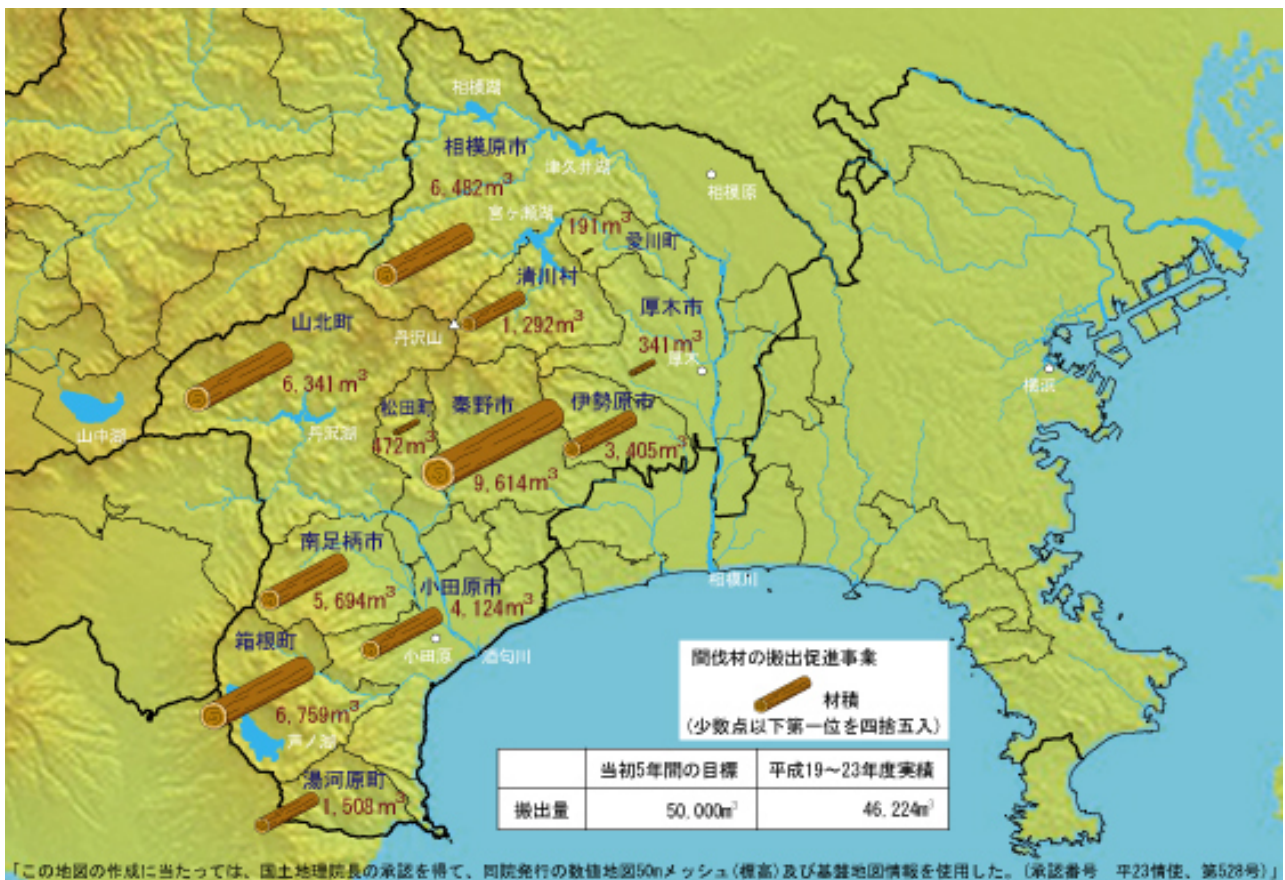 相模湖
相模原市
6,482m³
津久井湖
相模原
宮ヶ瀬湖
191m³
愛川町
清川村
1,292m³
厚木市
341m³
厚木
丹沢山
山北町
6,341m³
山中湖
丹沢湖
松田町
472m³
秦野市
9,614m³
伊勢原市
3,405m³
横浜
南足柄市
5,694m³
小田原市
4,124m³
小田原
酒匂川
相模川
箱根町
6,759m³
芦ノ湖
湯河原町
1,508m³
間伐材の搬出促進事業
材積
(少数点以下第一位を四捨五入)
当初5年間の目標 平成19～23年度実績
搬出量 50,000m³ 46,224m³
「この地図の作成に当たっては、国土地理院長の承認を得て、同院発行の数値地図50mメッシュ(標高)及び基盤地図情報を使用した。(承認番号 平23情使、第528号)」